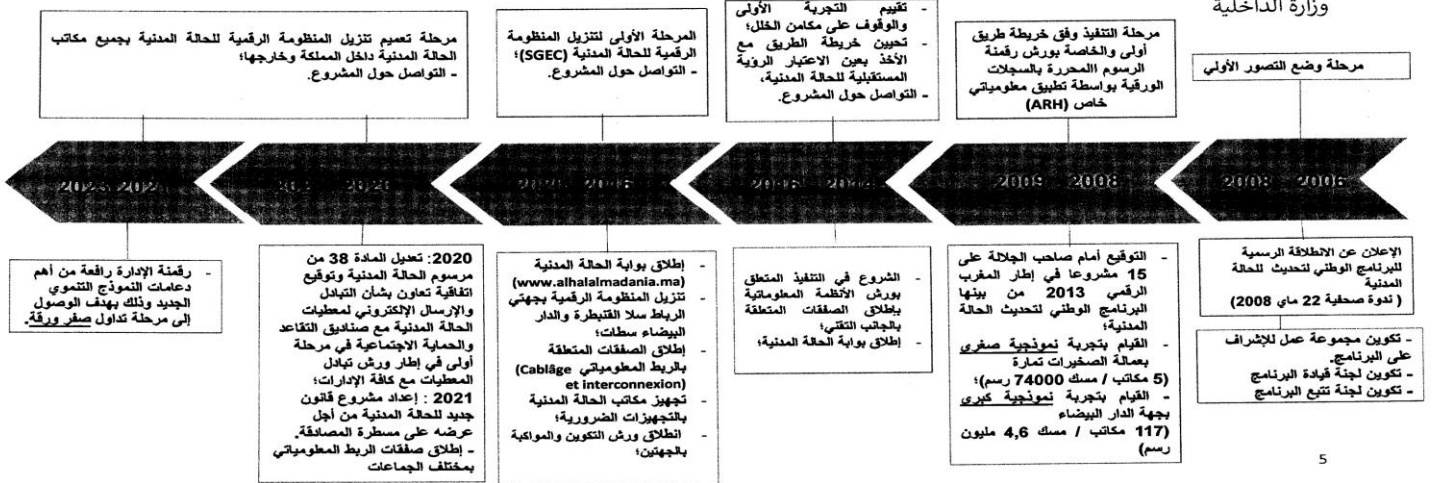 وزارة الداخلية
مرحلة وضع التصور الأولي
مرحلة التنفيذ وفق خريطة طريق
أولى والخاصة بورش رقمنة
الرسوم االمحررة بالسجلات
الورقية بواسطة تطبيق معلومياتي
خاص (ARH)
- تقييم التجربة الأولى
والوقوف على مكامن الخلل؛
- تحيين خريطة الطريق مع
الأخذ بعين الاعتبار الرؤية
المستقبلية للحالة المدنية،
- التواصل حول المشروع.
المرحلة الأولى لتنزيل المنظومة
الرقمية للحالة المدنية (SGEC)؛
- التواصل حول المشروع.
مرحلة تعميم تنزيل المنظومة الرقمية للحالة المدنية بجميع مكاتب
الحالة المدنية داخل المملكة وخارجها؛
- التواصل حول المشروع.
2006 2008
2008 2009
2016
2016
2020
الإعلان عن الانطلاقة الرسمية
للبرنامج الوطني لتحديث للحالة
المدنية
( ندوة صحفية 22 ماي 2008)
- تكوين مجموعة عمل للإشراف
على البرنامج.
- تكوين لجنة قيادة البرنامج
- تكوين لجنة تتبع البرنامج
- التوقيع أمام صاحب الجلالة على
15 مشروعا في إطار المغرب
الرقمي 2013 من بينها
البرنامج الوطني لتحديث الحالة
المدنية؛
- القيام بتجربة نموذجية صغرى
بعمالة الصخيرات تمارة
(5 مكاتب / مسك 74000 رسم)؛
- القيام بتجربة نموذجية كبرى
بجهة الدار البيضاء
(117 مكاتب / مسك 4,6 مليون
رسم)
- الشروع في التنفيذ المتعلق
بورش الأنظمة المعلوماتية
بإطلاق الصفقات المتعلقة
بالجانب التقني؛
- إطلاق بوابة الحالة المدنية؛
- إطلاق بوابة الحالة المدنية
(www.alhalalmadania.ma)
- تنزيل المنظومة الرقمية بجهتي
الرباط سلا القنيطرة والدار
البيضاء سطات؛
- إطلاق الصفقات المتعلقة
بالربط المعلومياتي Cablâge)
et interconnexion)
- تجهيز مكاتب الحالة المدنية
بالتجهيزات الضرورية؛
- انطلاق ورش التكوين والمواكبة
بالجهتين؛
2020: تعديل المادة 38 من
مرسوم الحالة المدنية وتوقيع
اتفاقية تعاون بشأن التبادل
والإرسال الإلكتروني لمعطيات
الحالة المدنية مع صناديق التقاعد
والحماية الاجتماعية في مرحلة
أولى في إطار ورش تبادل
المعطيات مع كافة الإدارات؛
2021 : إعداد مشروع قانون
جديد للحالة المدنية من أجل
عرضه على مسطرة المصادقة.
- إطلاق صفقات الربط المعلومياتي
بمختلف الجماعات
- رقمنة الإدارة رافعة من أهم
دعامات النموذج التنموي
الجديد وذلك بهدف الوصول
إلى مرحلة تداول صفر ورقة.
5